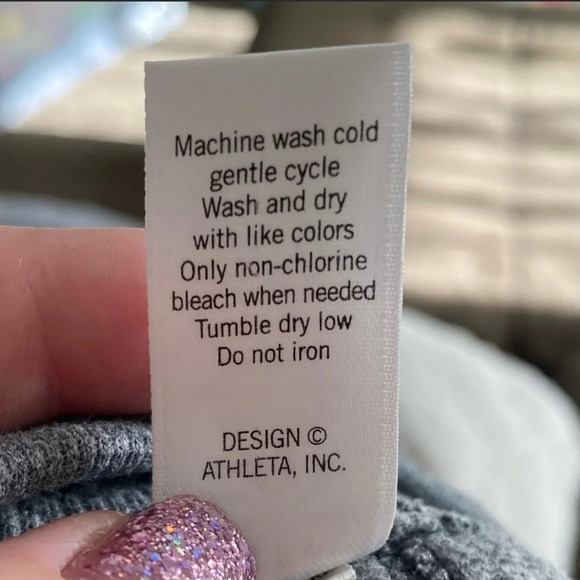 Machine wash cold
gentle cycle
Wash and dry
with like colors
Only non-chlorine
bleach when needed
Tumble dry low
Do not iron
DESIGN ©
ATHLETA, INC.